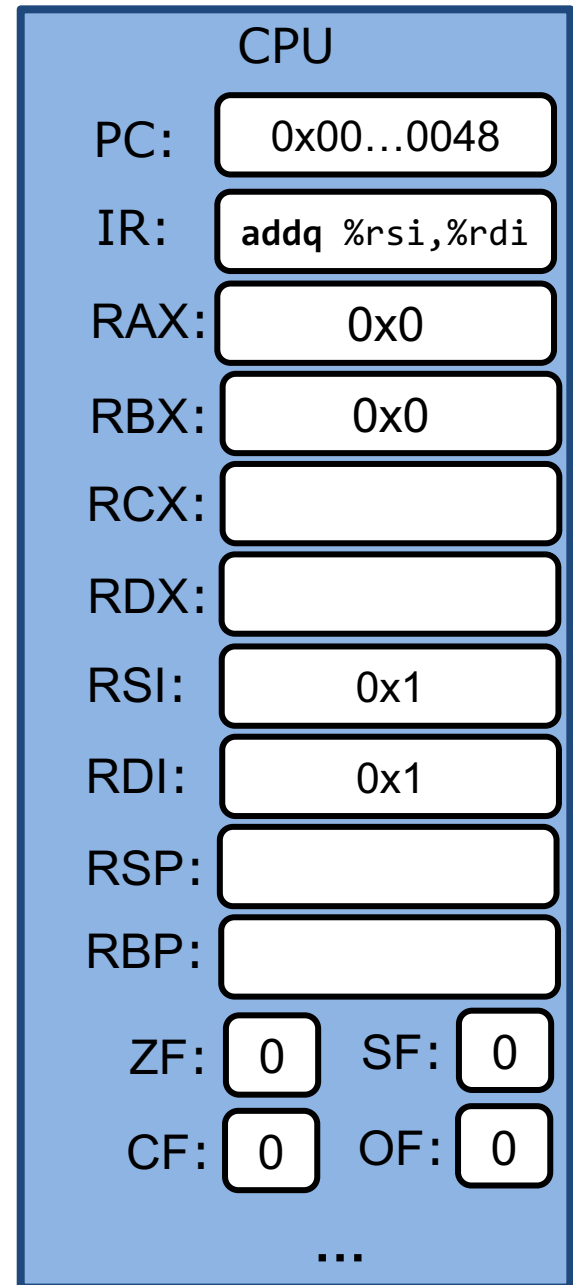 CPU
PC: 0x00...0048
IR: addq %rsi,%rdi
RAX: 0x0
RBX: 0x0
RCX:
RDX:
RSI: 0x1
RDI: 0x1
RSP:
RBP:
ZF: 0 SF: 0
CF: 0 OF: 0
...